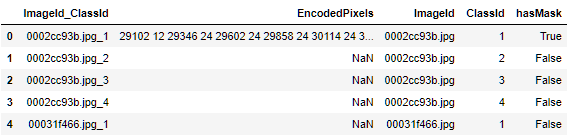 ImageId_ClassId EncodedPixels ImageId ClassId hasMask
0 0002cc93b.jpg_1 29102 12 29346 24 29602 24 29858 24 30114 24 3... 0002cc93b.jpg 1 True
1 0002cc93b.jpg_2 NaN 0002cc93b.jpg 2 False
2 0002cc93b.jpg_3 NaN 0002cc93b.jpg 3 False
3 0002cc93b.jpg_4 NaN 0002cc93b.jpg 4 False
4 00031f466.jpg_1 NaN 00031f466.jpg 1 False